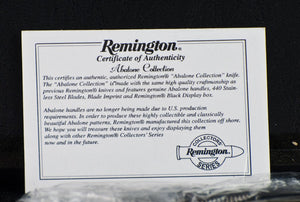 Remington®
Certificate of Authenticity
Abalone Collection
This certifies an authentic, authorized Remington® "Abalone Collection" knife.
The "Abalone Collection" is made with the same high quality craftmanship as
previous Remington® knives and features genuine Abalone handles, 440 Stain-
less Steel Blades, Blade Imprint and Remington® Black Display box.
Abalone handles are no longer being made due to U.S. production
requirements. In order to produce these highly collectible and classically
beautiful Abalone patterns, Remington® manufactured this collection off shore.
We hope you will treasure these knives and enjoy displaying them
along with other Remington® Collectors' Series
now and in the future.
COLLECTORS'
Remington
SERIES